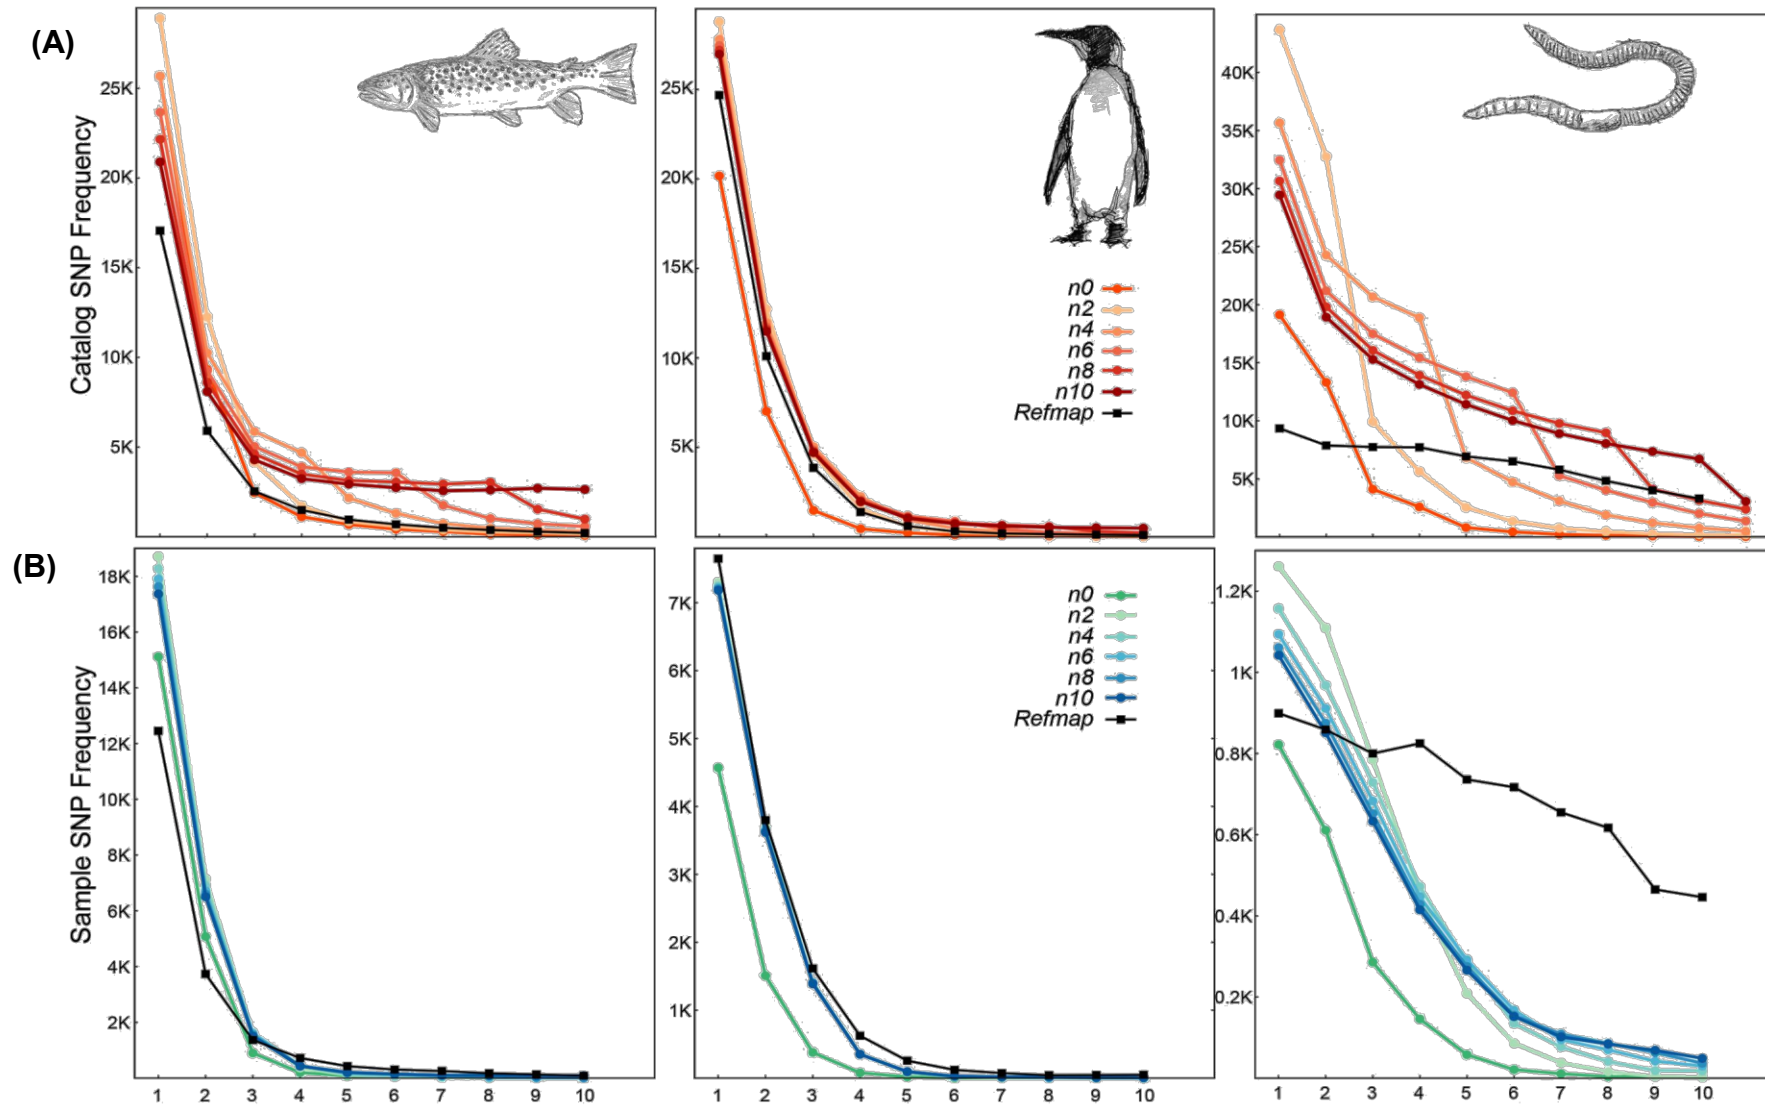 (A)
Catalog SNP Frequency
25K
20K
15K
10K
5K
25K
20K
15K
10K
5K
n0
n2
n4
n6
n8
n10
Refmap
40K
35K
30K
25K
20K
15K
10K
5K
(B)
Sample SNP Frequency
18K
16K
14K
12K
10K
8K
6K
4K
2K
1 2 3 4 5 6 7 8 9 10
7K
6K
5K
4K
3K
2K
1K
n0
n2
n4
n6
n8
n10
Refmap
1 2 3 4 5 6 7 8 9 10
1.2K
1K
0.8K
0.6K
0.4K
0.2K
1 2 3 4 5 6 7 8 9 10